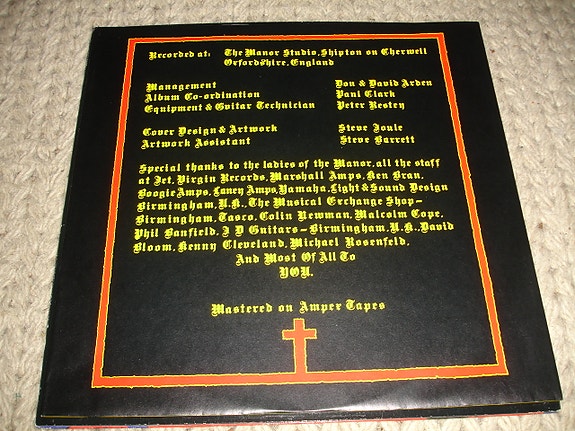 Recorded at: The Manor Studio, Shipton on Cherwell
Oxfordshire, England
Management Don & David Arden
Album Co-ordination Paul Clark
Equipment & Guitar Technician Peter Restey
Cover Design & Artwork Steve Joule
Artwork Assistant Steve Barrett
Special thanks to the ladies of the Manor, all the staff
at Jet, Virgin Records, Marshall Amps, Ken Bran,
Boogie Amps, Laney Amps, Yamaha, Light & Sound Design
Birmingham, U.K., The Musical Exchange Shop–
Birmingham, Tasco, Colin Newman, Malcolm Cope,
Phil Banfield, J D Guitars–Birmingham, U.K., David
Bloom, Kenny Cleveland, Michael Rosenfeld,
And Most Of All To
YOU.
Mastered on Ampex Tapes